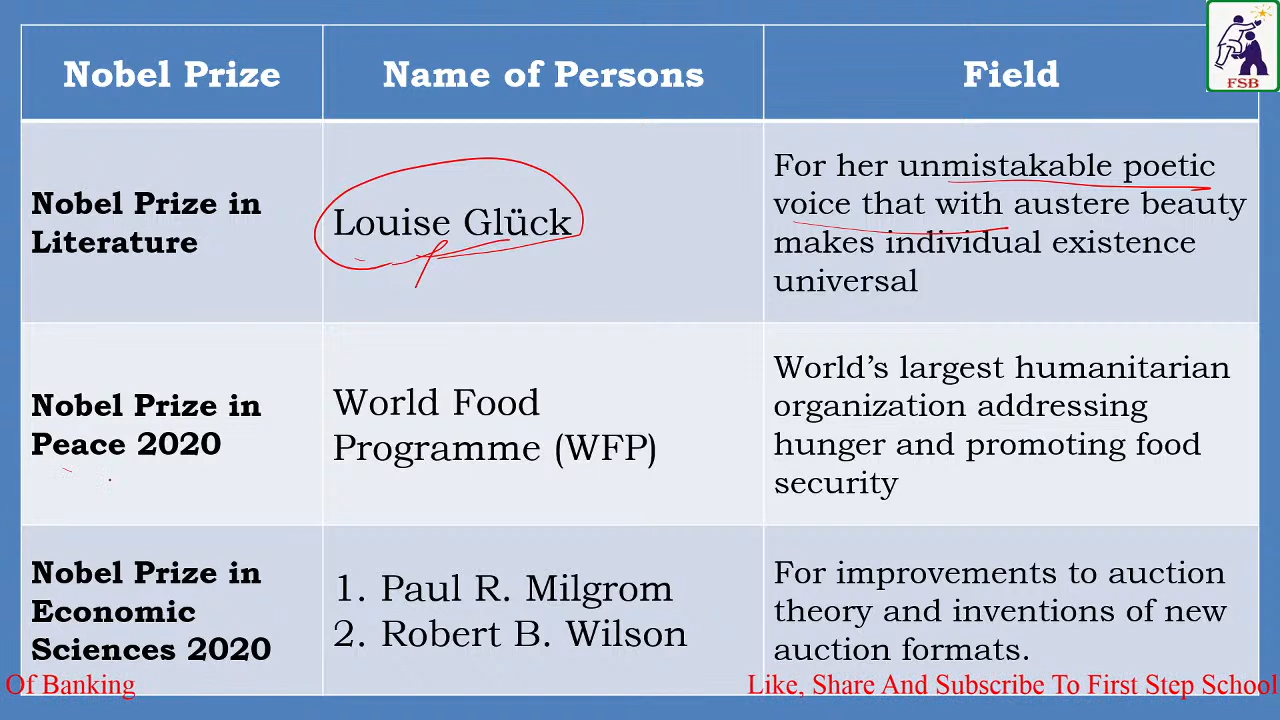 Nobel Prize
Name of Persons
Field
FSB
Nobel Prize in
Literature
Louise Glück
For her unmistakable poetic
voice that with austere beauty
makes individual existence
universal
Nobel Prize in
Peace 2020
World Food
Programme (WFP)
World’s largest humanitarian
organization addressing
hunger and promoting food
security
Nobel Prize in
Economic
Sciences 2020
1. Paul R. Milgrom
2. Robert B. Wilson
For improvements to auction
theory and inventions of new
auction formats.
Of Banking
Like, Share And Subscribe To First Step School